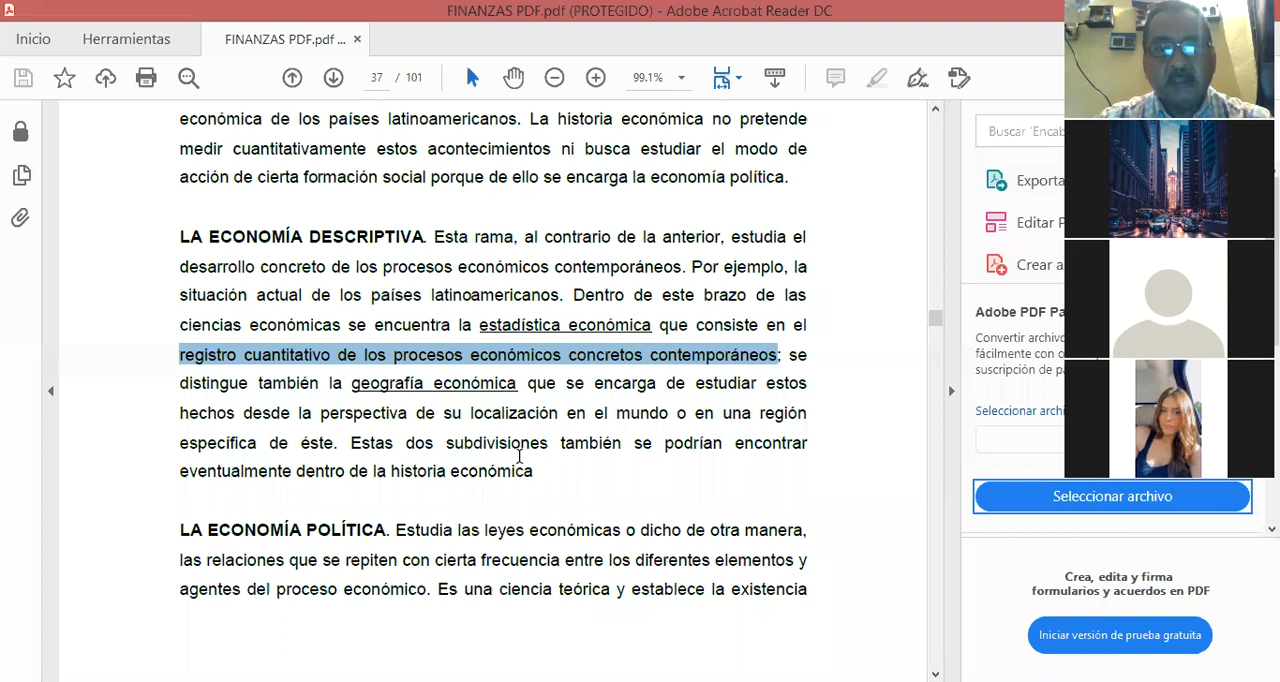 FINANZAS PDF.pdf (PROTEGIDO) - Adobe Acrobat Reader DC
Inicio
Herramientas
FINANZAS PDF.pdf ... ×
37 / 101
99.1%
económica de los países latinoamericanos. La historia económica no pretende
medir cuantitativamente estos acontecimientos ni busca estudiar el modo de
acción de cierta formación social porque de ello se encarga la economía política.
LA ECONOMÍA DESCRIPTIVA. Esta rama, al contrario de la anterior, estudia el
desarrollo concreto de los procesos económicos contemporáneos. Por ejemplo, la
situación actual de los países latinoamericanos. Dentro de este brazo de las
ciencias económicas se encuentra la estadística económica que consiste en el
registro cuantitativo de los procesos económicos concretos contemporáneos; se
distingue también la geografía económica que se encarga de estudiar estos
hechos desde la perspectiva de su localización en el mundo o en una región
específica de éste. Estas dos subdivisiones también se podrían encontrar
eventualmente dentro de la historia económica
LA ECONOMÍA POLÍTICA. Estudia las leyes económicas o dicho de otra manera,
las relaciones que se repiten con cierta frecuencia entre los diferentes elementos y
agentes del proceso económico. Es una ciencia teórica y establece la existencia
Buscar 'Encab
Exporta
Editar P
Crear a
Adobe PDF Pa
Convertir archivo
fácilmente con o
suscripción de pa
Seleccionar archi
Seleccionar archivo
Crea, edita y firma
formularios y acuerdos en PDF
Iniciar versión de prueba gratuita